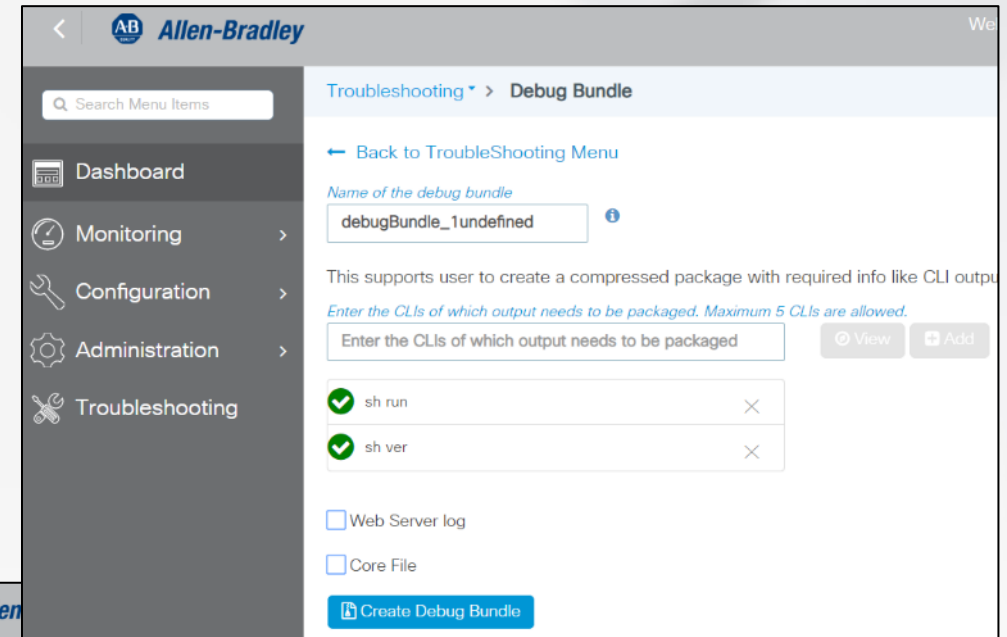 AB
QUALITY
Allen-Bradley
Search Menu Items
Dashboard
Monitoring
Configuration
Administration
Troubleshooting
Troubleshooting > Debug Bundle
← Back to TroubleShooting Menu
Name of the debug bundle
debugBundle_1undefined
This supports user to create a compressed package with required info like CLI outpu
Enter the CLIs of which output needs to be packaged. Maximum 5 CLIs are allowed.
Enter the CLIs of which output needs to be packaged
View
Add
sh run
sh ver
Web Server log
Core File
Create Debug Bundle